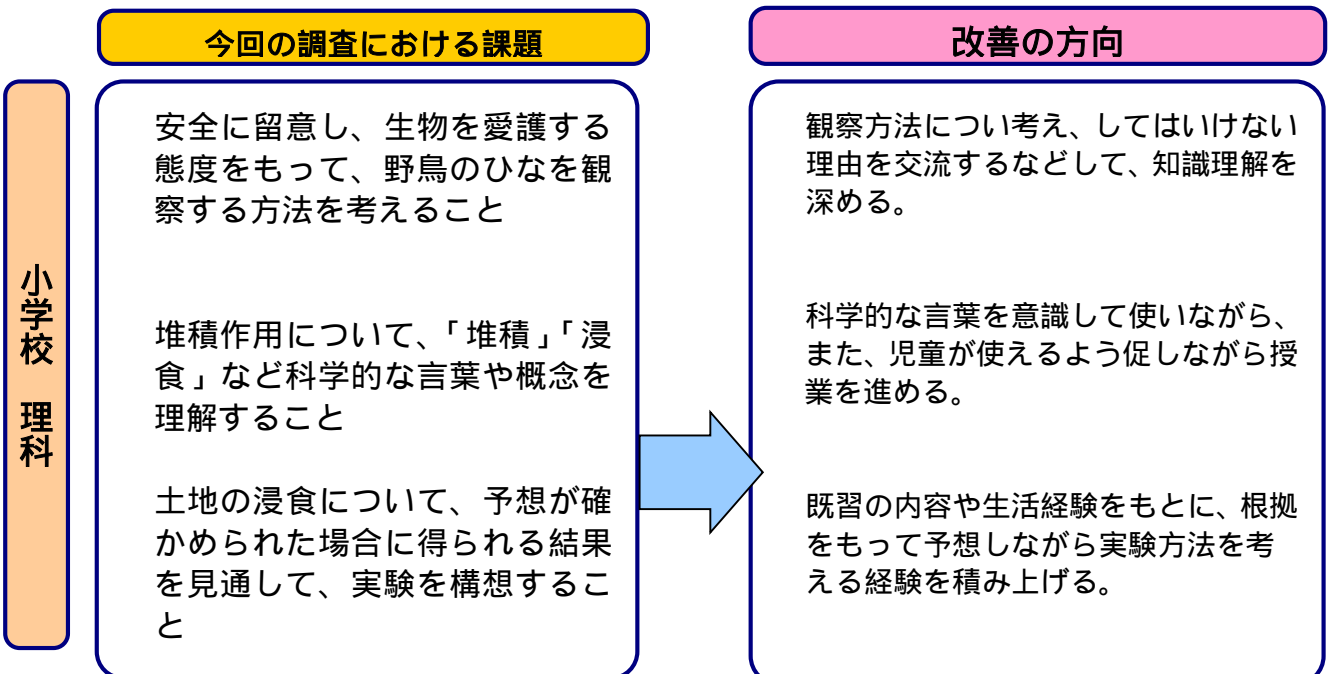 今回の調査における課題
改善の方向
小学校　理科
安全に留意し、生物を愛護する
態度をもって、野鳥のひなを観
察する方法を考えること
堆積作用について、「堆積」「浸
食」など科学的な言葉や概念を
理解すること
土地の浸食について、予想が確
かめられた場合に得られる結果
を見通して、実験を構想するこ
と
観察方法につい考え、してはいけない
理由を交流するなどして、知識理解を
深める。
科学的な言葉を意識して使いながら、
また、児童が使えるよう促しながら授
業を進める。
既習の内容や生活経験をもとに、根拠
をもって予想しながら実験方法を考
える経験を積み上げる。